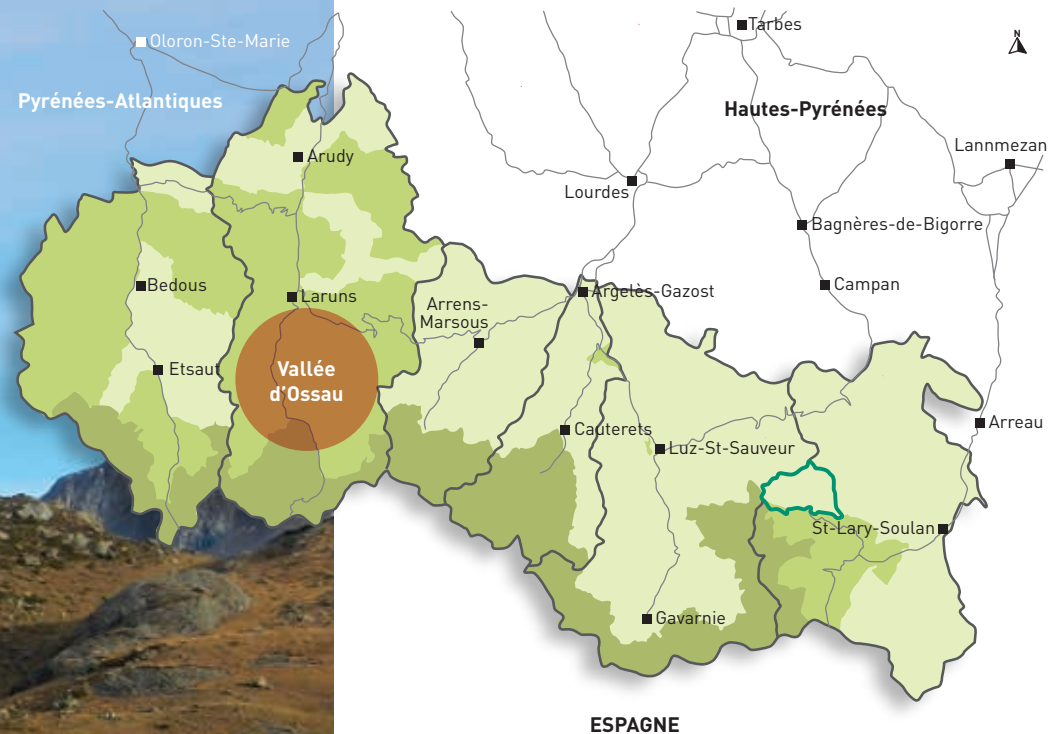 Tarbes
N
Oloron-Ste-Marie
Pyrénées-Atlantiques
Hautes-Pyrénées
Lannmezan
Arudy
Lourdes
Bagnères-de-Bigorre
Bedous
Laruns
Argelès-Gazost
Campan
Arrens-
Marsous
Etsaut
Vallée
d'Ossau
Cauterets
Arreau
Luz-St-Sauveur
St-Lary-Soulan
Gavarnie
ESPAGNE